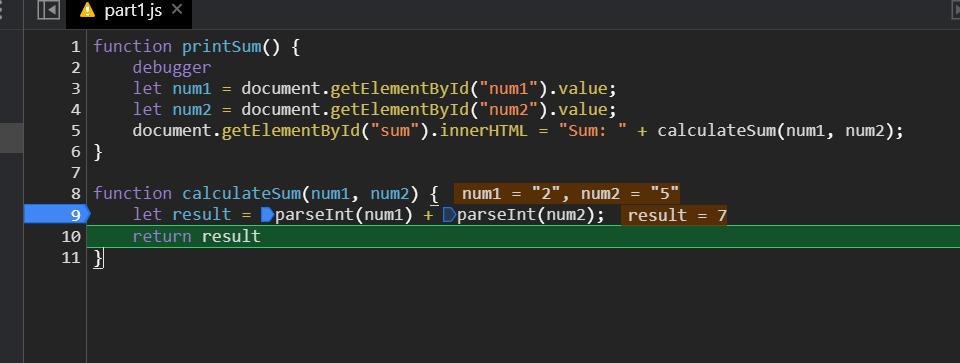 part1.js
1 function printSum() {
2 debugger
3 let num1 = document.getElementById("num1").value;
4 let num2 = document.getElementById("num2").value;
5 document.getElementById("sum").innerHTML = "Sum: " + calculateSum(num1, num2);
6 }
7
8 function calculateSum(num1, num2) { num1 = "2", num2 = "5"
9 let result = parseInt(num1) + parseInt(num2); result = 7
10 return result
11 }